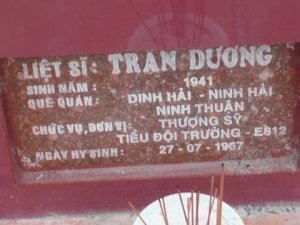 LIỆT SĨ : TRẦN DƯƠNG
SINH NĂM : 1941
QUÊ QUÁN : DINH HẢI - NINH HẢI
NINH THUẬN
CHỨC VỤ, ĐƠN VỊ : THƯỢNG SỸ
TIỂU ĐỘI TRƯỞNG - E812
NGÀY HY SINH : 27 - 07 - 1967